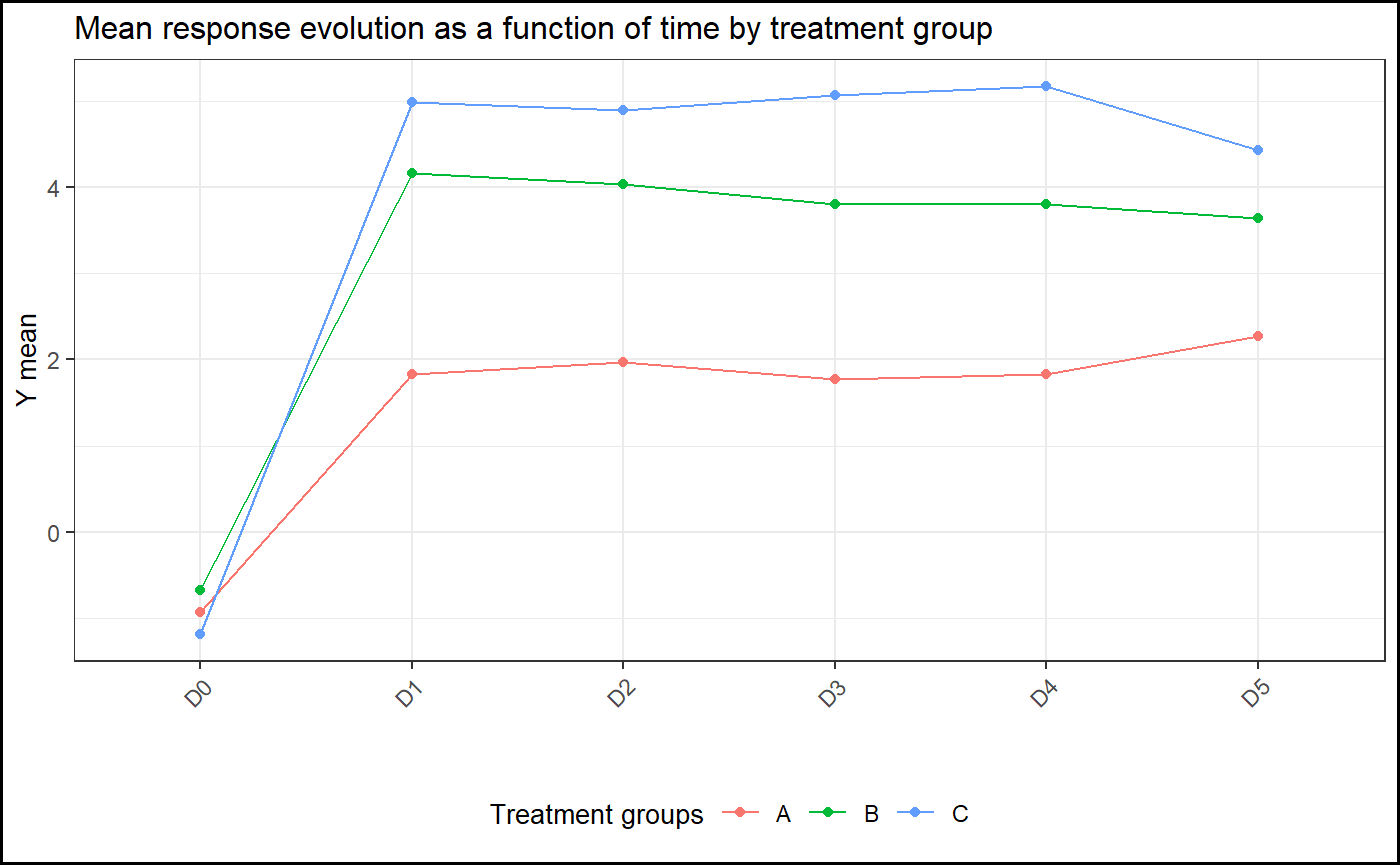 Mean response evolution as a function of time by treatment group
Y mean
4
2
0
D0 D1 D2 D3 D4 D5
Treatment groups A B C